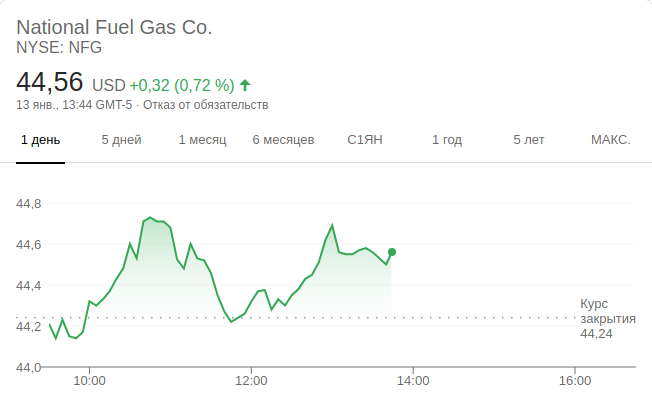 National Fuel Gas Co.
NYSE: NFG
44,56 USD +0,32 (0,72 %)
13 янв., 13:44 GMT-5 · Отказ от обязательств
1 день 5 дней 1 месяц 6 месяцев С1ЯН 1 год 5 лет МАКС.
44,8
44,6
44,4
44,2
44,0
Курс
закрытия
44,24
10:00 12:00 14:00 16:00